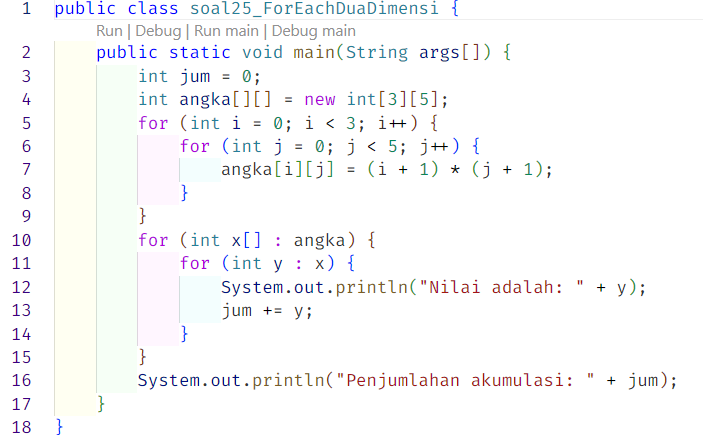 1 public class soal25_ForEachDuaDimensi {
Run | Debug | Run main | Debug main
2 public static void main(String args[]) {
3 int jum = 0;
4 int angka[][] = new int[3][5];
5 for (int i = 0; i < 3; i++) {
6 for (int j = 0; j < 5; j++) {
7 angka[i][j] = (i + 1) * (j + 1);
8 }
9 }
10 for (int x[] : angka) {
11 for (int y : x) {
12 System.out.println("Nilai adalah: " + y);
13 jum += y;
14 }
15 }
16 System.out.println("Penjumlahan akumulasi: " + jum);
17 }
18 }